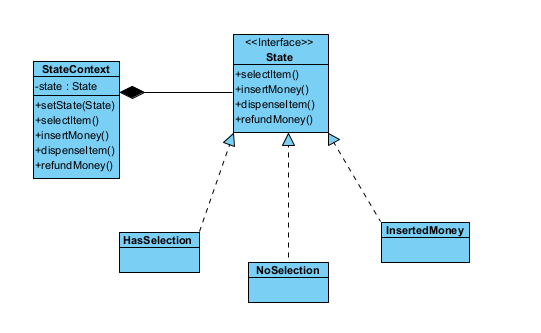 <<Interface>>
State
+selectItem()
+insertMoney()
+dispenseItem()
+refundMoney()
StateContext
-state : State
+setState(State)
+selectItem()
+insertMoney()
+dispenseItem()
+refundMoney()
HasSelection
NoSelection
InsertedMoney